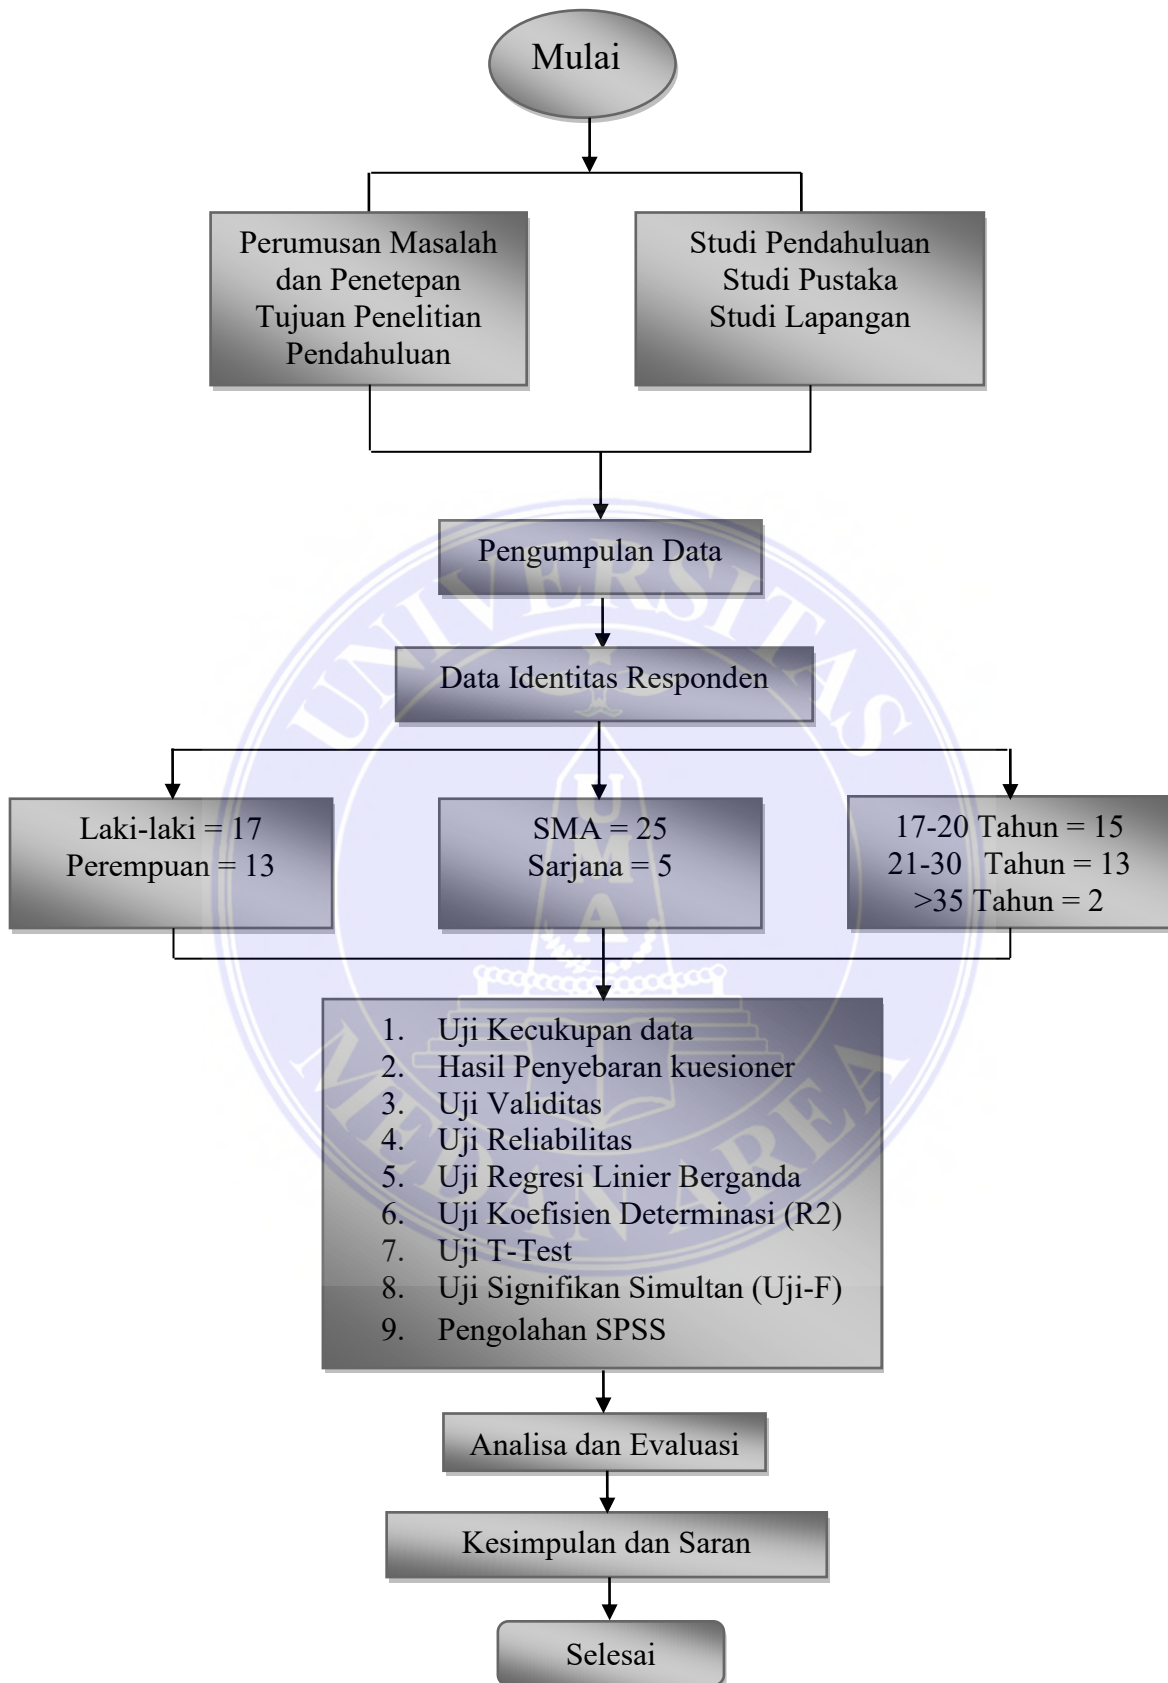 Mulai
Perumusan Masalah
dan Penetepan
Tujuan Penelitian
Pendahuluan
Studi Pendahuluan
Studi Pustaka
Studi Lapangan
Pengumpulan Data
Data Identitas Responden
Laki-laki = 17
Perempuan = 13
SMA = 25
Sarjana = 5
17-20 Tahun = 15
21-30 Tahun = 13
>35 Tahun = 2
1. Uji Kecukupan data
2. Hasil Penyebaran kuesioner
3. Uji Validitas
4. Uji Reliabilitas
5. Uji Regresi Linier Berganda
6. Uji Koefisien Determinasi (R2)
7. Uji T-Test
8. Uji Signifikan Simultan (Uji-F)
9. Pengolahan SPSS
Analisa dan Evaluasi
Kesimpulan dan Saran
Selesai
UNIVERSITAS
MEDAN AREA
UMA